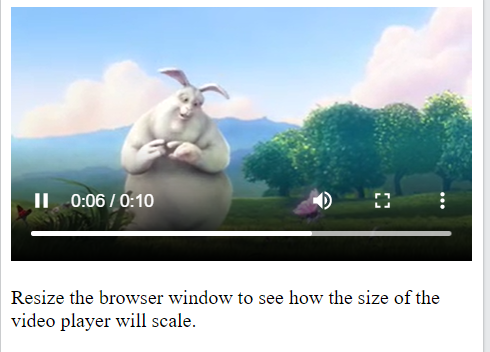 0:06 / 0:10
Resize the browser window to see how the size of the
video player will scale.